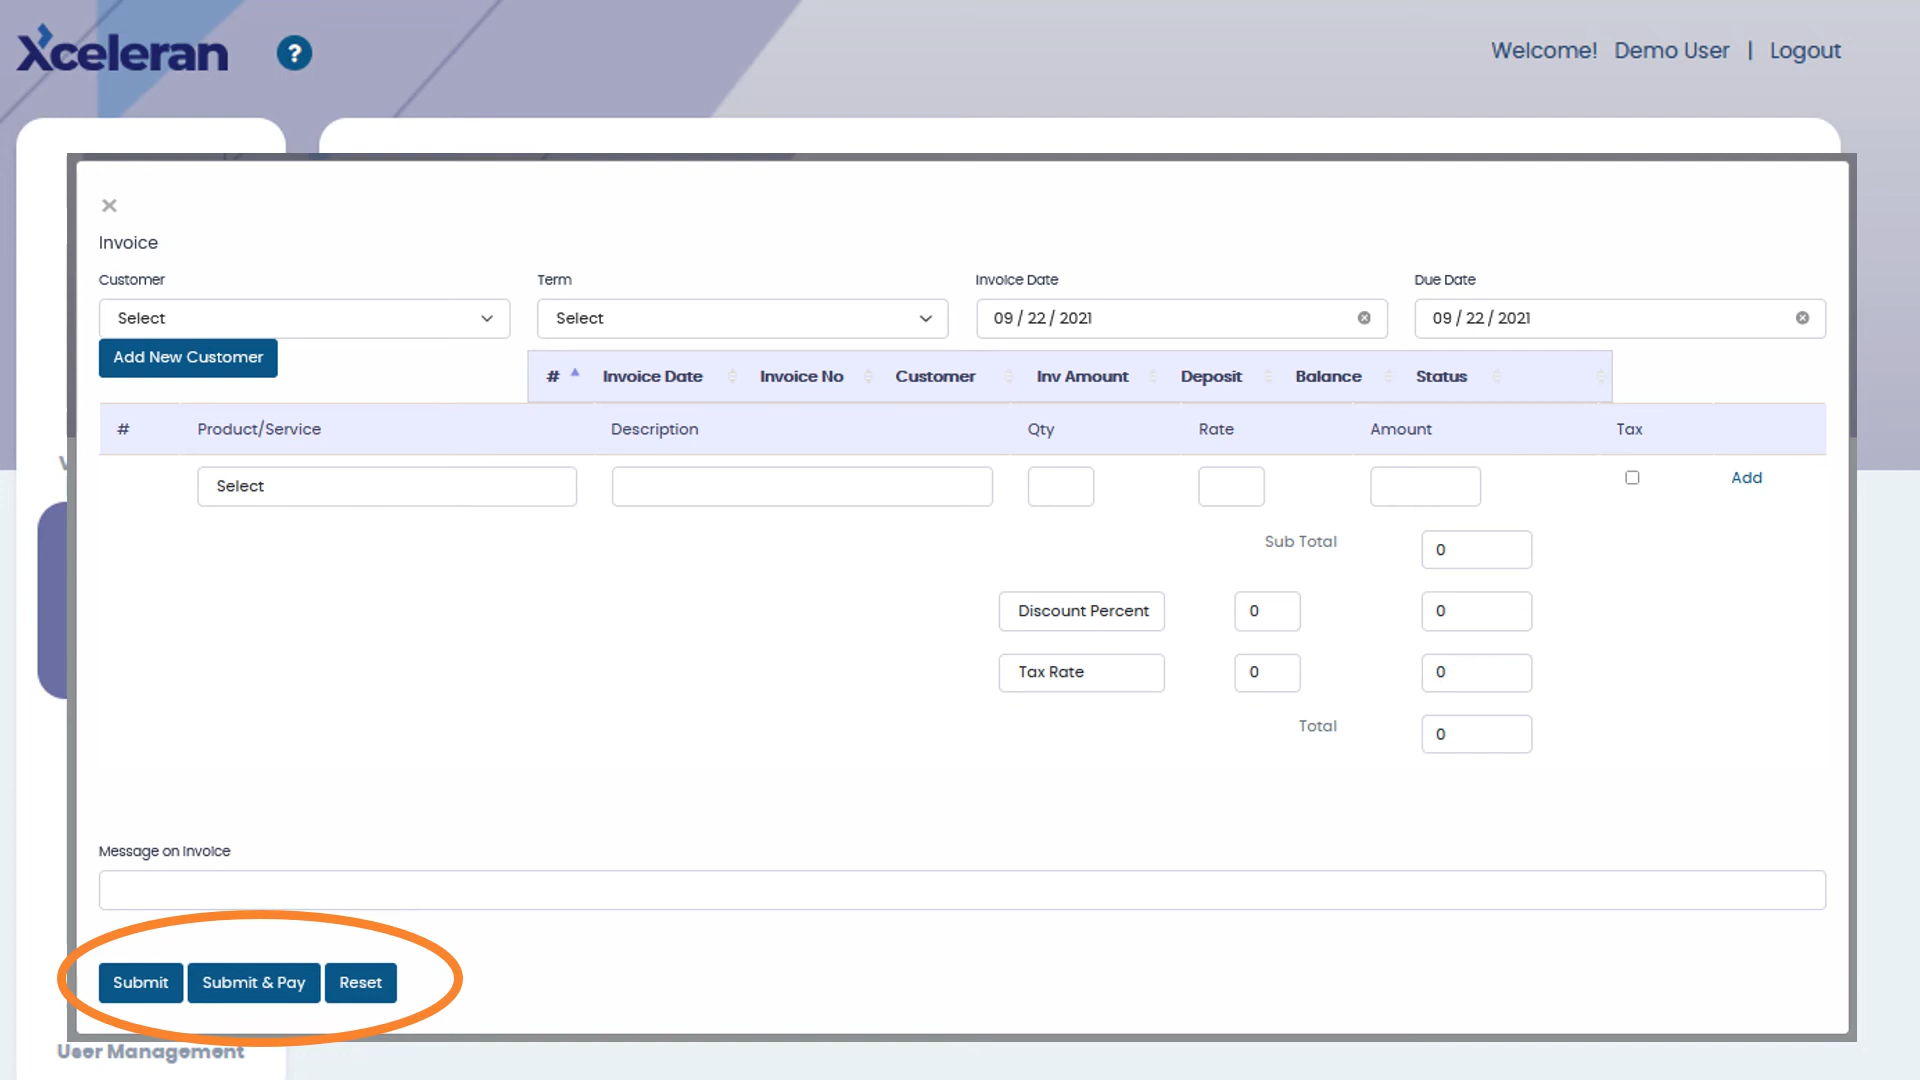 Xceleran
?
Welcome! Demo User | Logout
×
Invoice
Customer Term Invoice Date Due Date
Select Select 09 / 22 / 2021 09 / 22 / 2021
Add New Customer
# Invoice Date Invoice No Customer Inv Amount Deposit Balance Status
# Product/Service Description Qty Rate Amount Tax
Select Add
Sub Total 0
Discount Percent 0 0
Tax Rate 0 0
Total 0
Message on Invoice
Submit Submit & Pay Reset
User Management